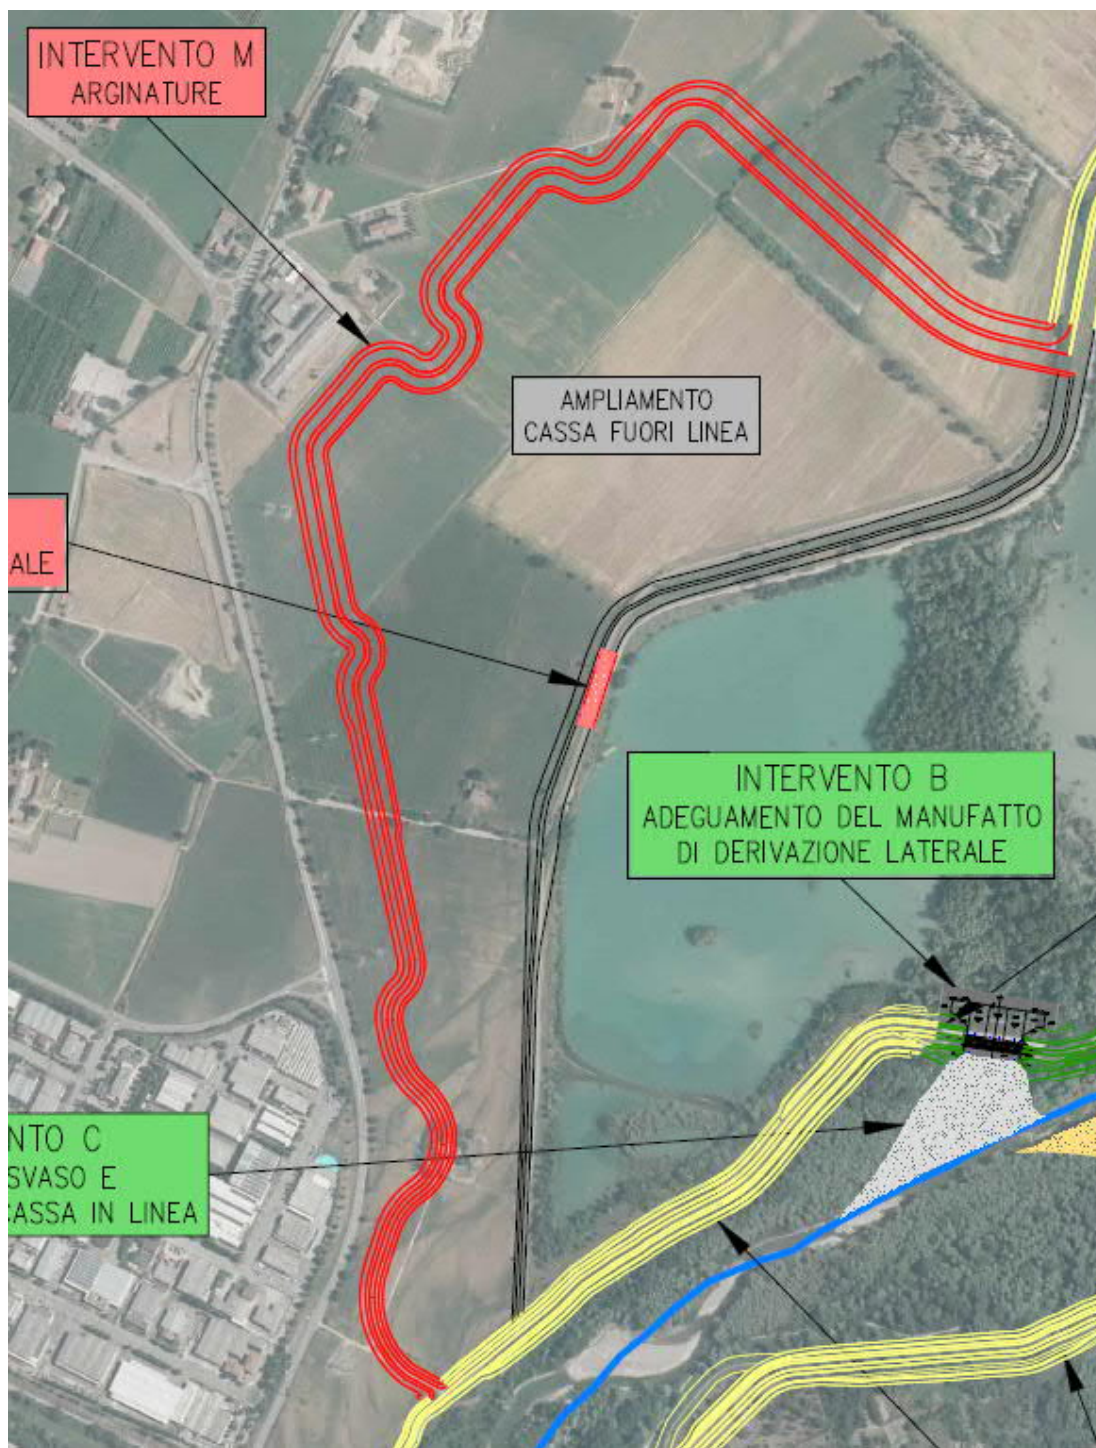 INTERVENTO M
ARGINATURE
AMPLIAMENTO
CASSA FUORI LINEA
ALE
INTERVENTO B
ADEGUAMENTO DEL MANUFATTO
DI DERIVAZIONE LATERALE
NTO C
SVASO E
CASSA IN LINEA